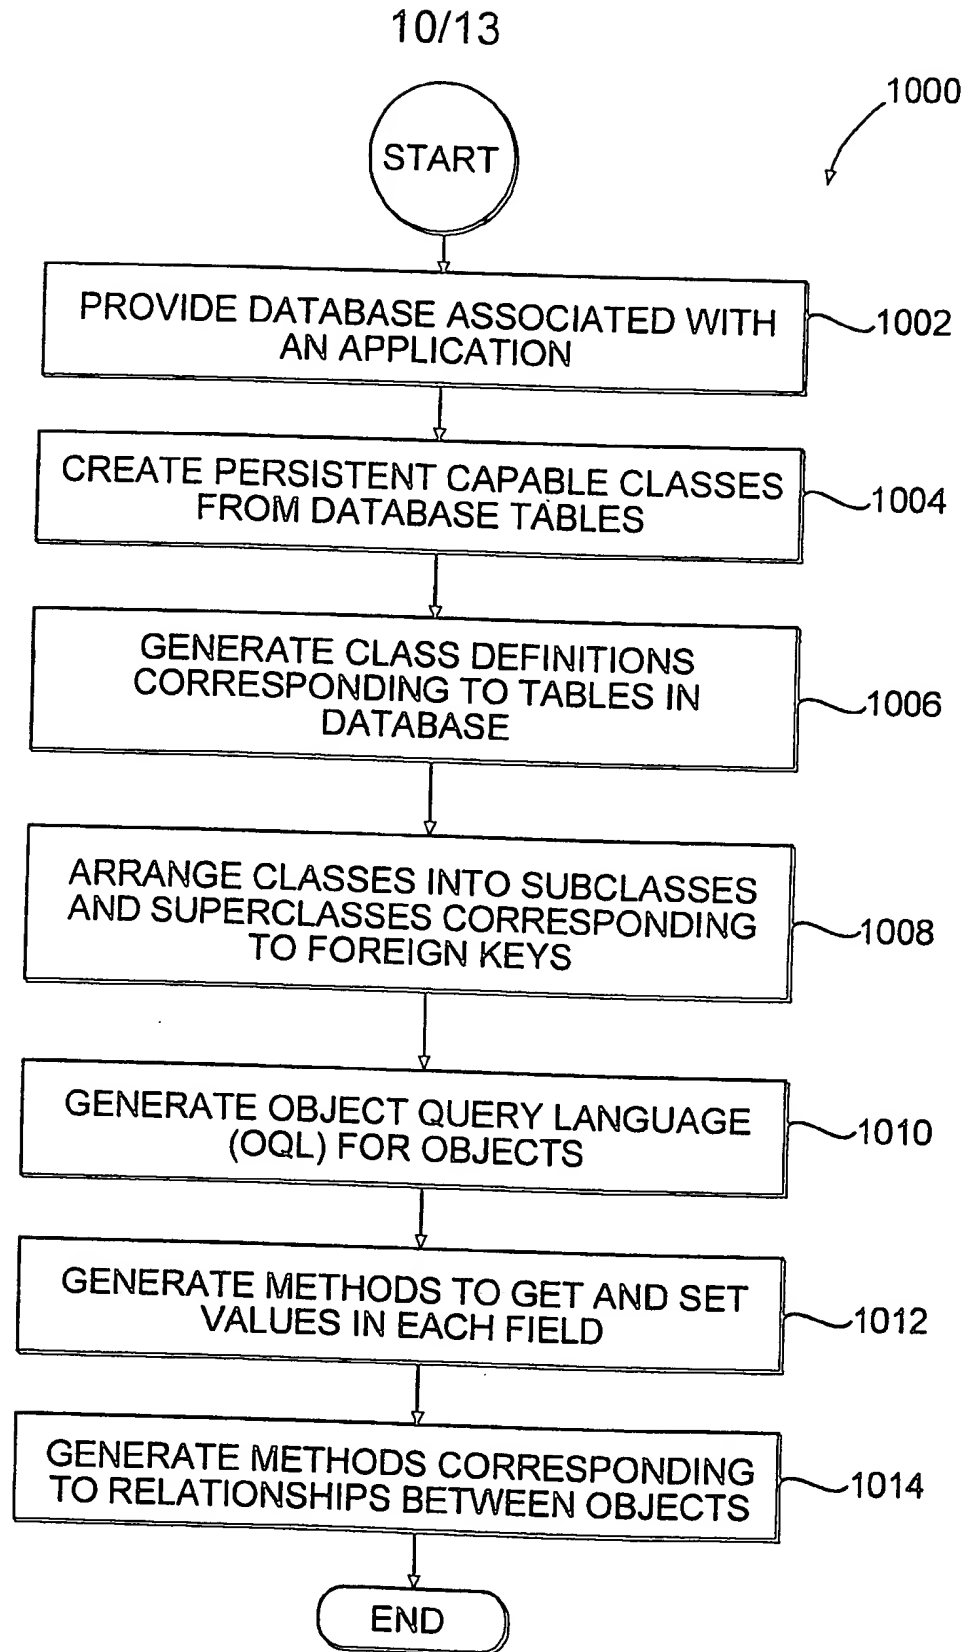 10/13
1000
START
PROVIDE DATABASE ASSOCIATED WITH
AN APPLICATION
1002
CREATE PERSISTENT CAPABLE CLASSES
FROM DATABASE TABLES
1004
GENERATE CLASS DEFINITIONS
CORRESPONDING TO TABLES IN
DATABASE
1006
ARRANGE CLASSES INTO SUBCLASSES
AND SUPERCLASSES CORRESPONDING
TO FOREIGN KEYS
1008
GENERATE OBJECT QUERY LANGUAGE
(OQL) FOR OBJECTS
1010
GENERATE METHODS TO GET AND SET
VALUES IN EACH FIELD
1012
GENERATE METHODS CORRESPONDING
TO RELATIONSHIPS BETWEEN OBJECTS
1014
END